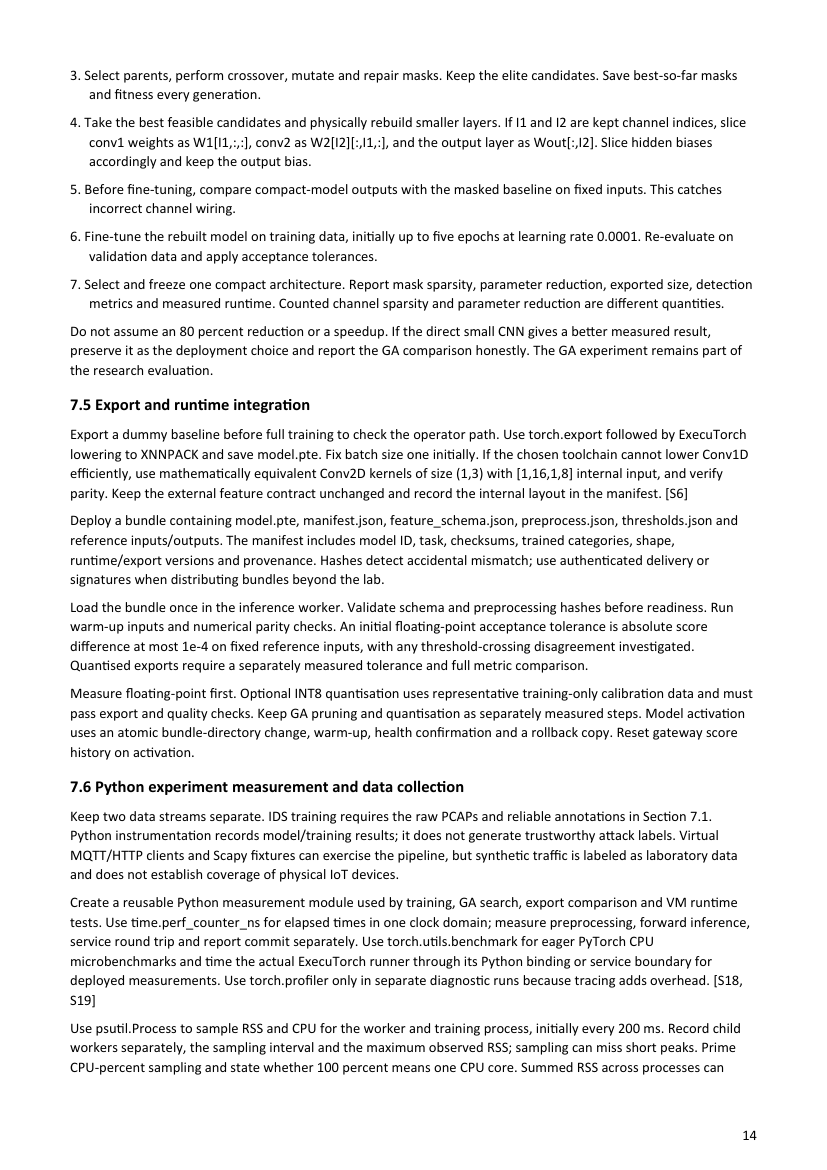 3. Select parents, perform crossover, mutate and repair masks. Keep the elite candidates. Save best-so-far masks
and fitness every generation.
4. Take the best feasible candidates and physically rebuild smaller layers. If I1 and I2 are kept channel indices, slice
conv1 weights as W1[I1,:,:], conv2 as W2[I2][:,I1,:], and the output layer as Wout[:,I2]. Slice hidden biases
accordingly and keep the output bias.
5. Before fine-tuning, compare compact-model outputs with the masked baseline on fixed inputs. This catches
incorrect channel wiring.
6. Fine-tune the rebuilt model on training data, initially up to five epochs at learning rate 0.0001. Re-evaluate on
validation data and apply acceptance tolerances.
7. Select and freeze one compact architecture. Report mask sparsity, parameter reduction, exported size, detection
metrics and measured runtime. Counted channel sparsity and parameter reduction are different quantities.
Do not assume an 80 percent reduction or a speedup. If the direct small CNN gives a better measured result,
preserve it as the deployment choice and report the GA comparison honestly. The GA experiment remains part of
the research evaluation.
7.5 Export and runtime integration
Export a dummy baseline before full training to check the operator path. Use torch.export followed by ExecuTorch
lowering to XNNPACK and save model.pte. Fix batch size one initially. If the chosen toolchain cannot lower Conv1D
efficiently, use mathematically equivalent Conv2D kernels of size (1,3) with [1,16,1,8] internal input, and verify
parity. Keep the external feature contract unchanged and record the internal layout in the manifest. [S6]
Deploy a bundle containing model.pte, manifest.json, feature_schema.json, preprocess.json, thresholds.json and
reference inputs/outputs. The manifest includes model ID, task, checksums, trained categories, shape,
runtime/export versions and provenance. Hashes detect accidental mismatch; use authenticated delivery or
signatures when distributing bundles beyond the lab.
Load the bundle once in the inference worker. Validate schema and preprocessing hashes before readiness. Run
warm-up inputs and numerical parity checks. An initial floating-point acceptance tolerance is absolute score
difference at most 1e-4 on fixed reference inputs, with any threshold-crossing disagreement investigated.
Quantised exports require a separately measured tolerance and full metric comparison.
Measure floating-point first. Optional INT8 quantisation uses representative training-only calibration data and must
pass export and quality checks. Keep GA pruning and quantisation as separately measured steps. Model activation
uses an atomic bundle-directory change, warm-up, health confirmation and a rollback copy. Reset gateway score
history on activation.
7.6 Python experiment measurement and data collection
Keep two data streams separate. IDS training requires the raw PCAPs and reliable annotations in Section 7.1.
Python instrumentation records model/training results; it does not generate trustworthy attack labels. Virtual
MQTT/HTTP clients and Scapy fixtures can exercise the pipeline, but synthetic traffic is labeled as laboratory data
and does not establish coverage of physical IoT devices.
Create a reusable Python measurement module used by training, GA search, export comparison and VM runtime
tests. Use time.perf_counter_ns for elapsed times in one clock domain; measure preprocessing, forward inference,
service round trip and report commit separately. Use torch.utils.benchmark for eager PyTorch CPU
microbenchmarks and time the actual ExecuTorch runner through its Python binding or service boundary for
deployed measurements. Use torch.profiler only in separate diagnostic runs because tracing adds overhead. [S18,
S19]
Use psutil.Process to sample RSS and CPU for the worker and training process, initially every 200 ms. Record child
workers separately, the sampling interval and the maximum observed RSS; sampling can miss short peaks. Prime
CPU-percent sampling and state whether 100 percent means one CPU core. Summed RSS across processes can
14